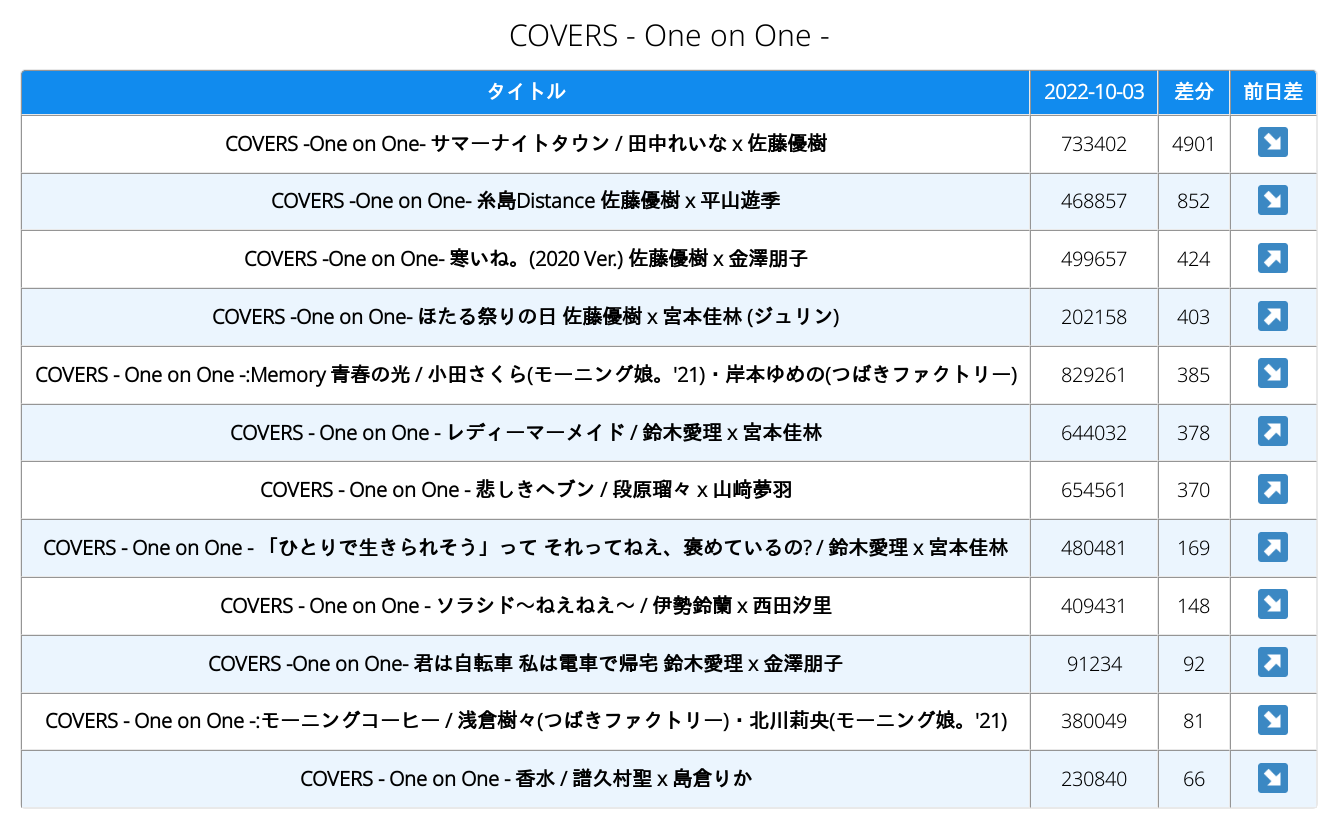 COVERS - One on One -
タイトル 2022-10-03 差分 前日差
COVERS -One on One- サマーナイトタウン / 田中れいな x 佐藤優樹 733402 4901 ↘
COVERS -One on One- 糸島Distance 佐藤優樹 x 平山遊季 468857 852 ↘
COVERS -One on One- 寒いね。(2020 Ver.) 佐藤優樹 x 金澤朋子 499657 424 ↗
COVERS -One on One- ほたる祭りの日 佐藤優樹 x 宮本佳林 (ジュリン) 202158 403 ↗
COVERS - One on One -:Memory 青春の光 / 小田さくら(モーニング娘。'21)・岸本ゆめの(つばきファクトリー) 829261 385 ↘
COVERS - One on One - レディーマーメイド / 鈴木愛理 x 宮本佳林 644032 378 ↗
COVERS - One on One - 悲しきヘブン / 段原瑠々 x 山﨑夢羽 654561 370 ↗
COVERS - One on One - 「ひとりで生きられそう」って それってねえ、褒めているの? / 鈴木愛理 x 宮本佳林 480481 169 ↗
COVERS - One on One - ソラシド～ねえねえ～ / 伊勢鈴蘭 x 西田汐里 409431 148 ↘
COVERS -One on One- 君は自転車 私は電車で帰宅 鈴木愛理 x 金澤朋子 91234 92 ↗
COVERS - One on One -:モーニングコーヒー / 浅倉樹々(つばきファクトリー)・北川莉央(モーニング娘。'21) 380049 81 ↘
COVERS - One on One - 香水 / 譜久村聖 x 島倉りか 230840 66 ↘